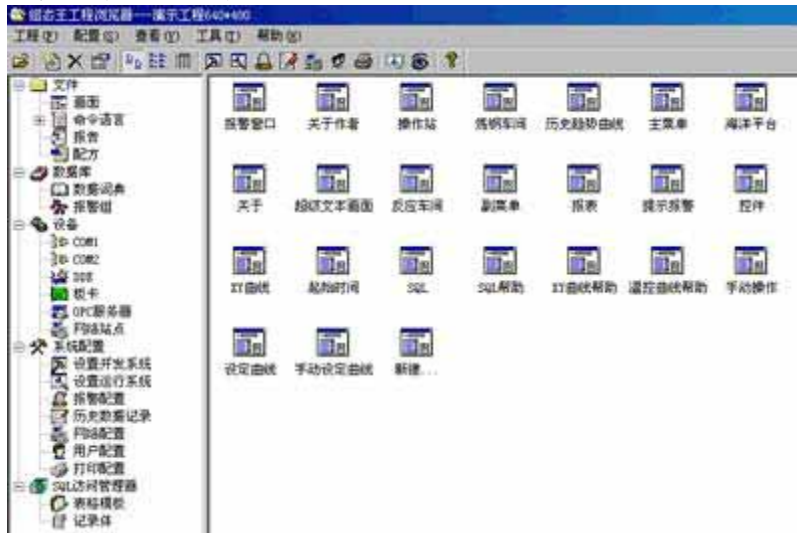 组态王工程浏览器---演示工程640*480
工程(F) 配置(S) 查看(V) 工具(T) 帮助(H)
文件
画面
命令语言
报告
配方
数据库
数据词典
报警组
设备
COM1
COM2
DDE
板卡
OPC服务器
网络站点
系统配置
设置开发系统
设置运行系统
报警配置
历史数据记录
网络配置
用户配置
打印配置
SQL访问管理器
表格模板
记录体
报警窗口 关于作者 操作站 炼钢车间 历史趋势曲线 主菜单 海洋平台
关于 超级文本画面 反应车间 副菜单 报表 提示报警 控件
XY曲线 起始时间 SQL SQL帮助 XY曲线帮助 温控曲线帮助 手动操作
设定曲线 手动设定曲线 新建...